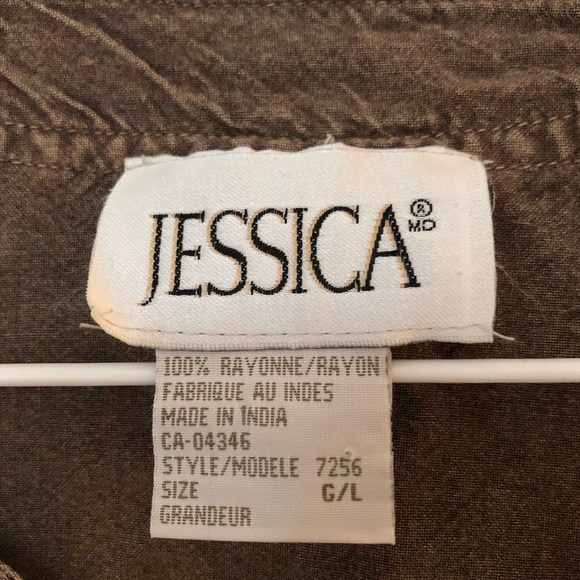 JESSICA ®
MD
100% RAYONNE/RAYON
FABRIQUE AU INDES
MADE IN INDIA
CA-04346
STYLE/MODELE 7256
SIZE G/L
GRANDEUR